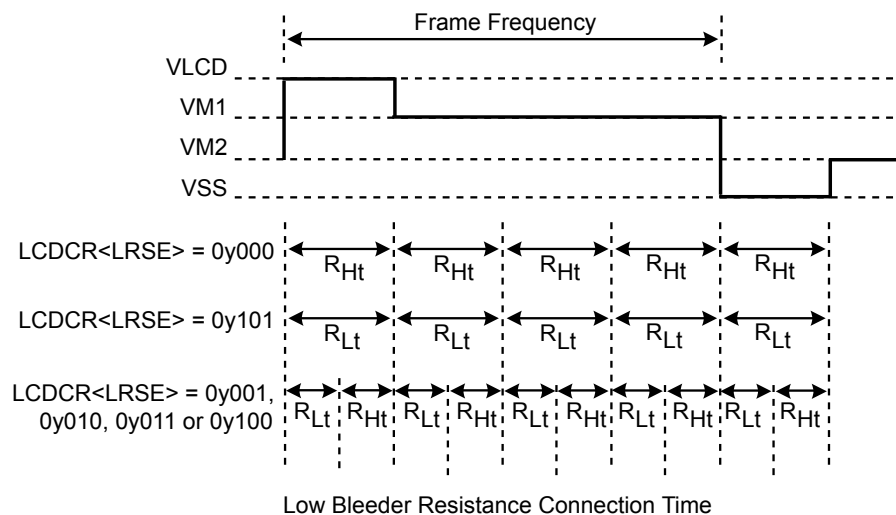 Frame Frequency
VLCD
VM1
VM2
VSS
LCDCR<LRSE> = 0y000
RHt RHt RHt RHt RHt
LCDCR<LRSE> = 0y101
RLt RLt RLt RLt RLt
LCDCR<LRSE> = 0y001,
0y010, 0y011 or 0y100
RLt RHt RLt RHt RLt RHt RLt RHt RLt RHt
Low Bleeder Resistance Connection Time